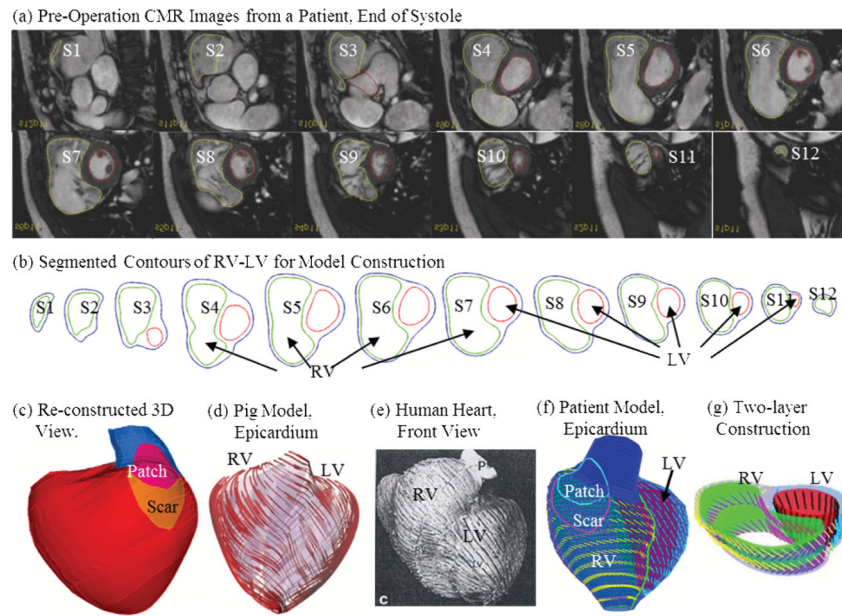 (a) Pre-Operation CMR Images from a Patient, End of Systole
S1 S2 S3 S4 S5 S6
S7 S8 S9 S10 S11 S12
(b) Segmented Contours of RV-LV for Model Construction
S1 S2 S3 S4 S5 S6 S7 S8 S9 S10 S11 S12
RV LV
(c) Re-constructed 3D View.
Patch
Scar
(d) Pig Model, Epicardium
RV LV
(e) Human Heart, Front View
P
RV
LV
c
(f) Patient Model, Epicardium
LV
Patch
Scar
RV
(g) Two-layer Construction
RV LV